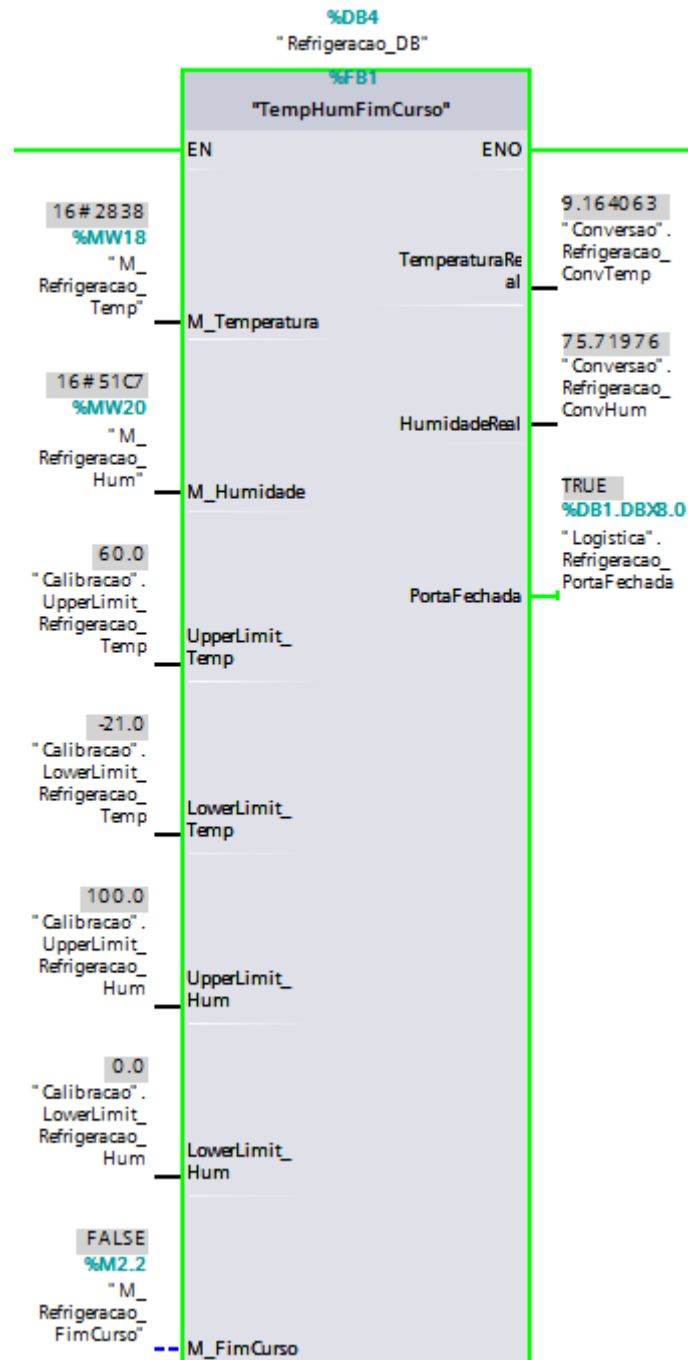 %DB4
"Refrigeracao_DB"
%FB1
"TempHumFimCurso"
EN
ENO
16#2838
%MW18
"M_
Refrigeracao_
Temp"
M_Temperatura
16#51C7
%MW20
"M_
Refrigeracao_
Hum"
M_Humidade
60.0
"Calibracao".
UpperLimit_
Refrigeracao_
Temp
UpperLimit_
Temp
-21.0
"Calibracao".
LowerLimit_
Refrigeracao_
Temp
LowerLimit_
Temp
100.0
"Calibracao".
UpperLimit_
Refrigeracao_
Hum
UpperLimit_
Hum
0.0
"Calibracao".
LowerLimit_
Refrigeracao_
Hum
LowerLimit_
Hum
FALSE
%M2.2
"M_
Refrigeracao_
FimCurso"
M_FimCurso
TemperaturaRe
al
9.164063
"Conversao".
Refrigeracao_
ConvTemp
HumidadeReal
75.71976
"Conversao".
Refrigeracao_
ConvHum
PortaFechada
TRUE
%DB1.DBX8.0
"Logistica".
Refrigeracao_
PortaFechada